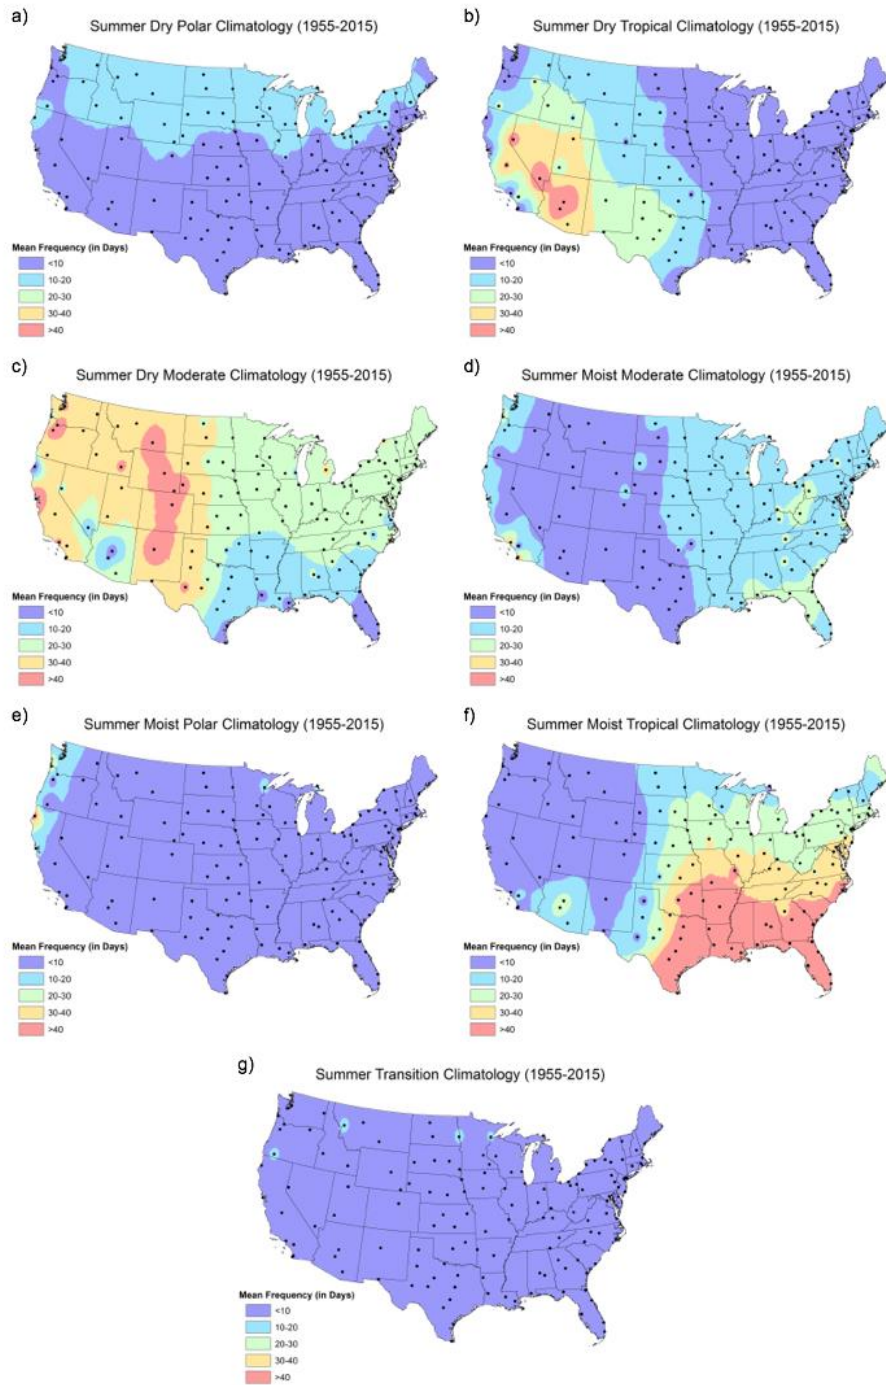 a)
Summer Dry Polar Climatology (1955-2015)
Mean Frequency (in Days)
<10
10-20
20-30
30-40
>40
b)
Summer Dry Tropical Climatology (1955-2015)
Mean Frequency (in Days)
<10
10-20
20-30
30-40
>40
c)
Summer Dry Moderate Climatology (1955-2015)
Mean Frequency (in Days)
<10
10-20
20-30
30-40
>40
d)
Summer Moist Moderate Climatology (1955-2015)
Mean Frequency (in Days)
<10
10-20
20-30
30-40
>40
e)
Summer Moist Polar Climatology (1955-2015)
Mean Frequency (in Days)
<10
10-20
20-30
30-40
>40
f)
Summer Moist Tropical Climatology (1955-2015)
Mean Frequency (in Days)
<10
10-20
20-30
30-40
>40
g)
Summer Transition Climatology (1955-2015)
Mean Frequency (in Days)
<10
10-20
20-30
30-40
>40